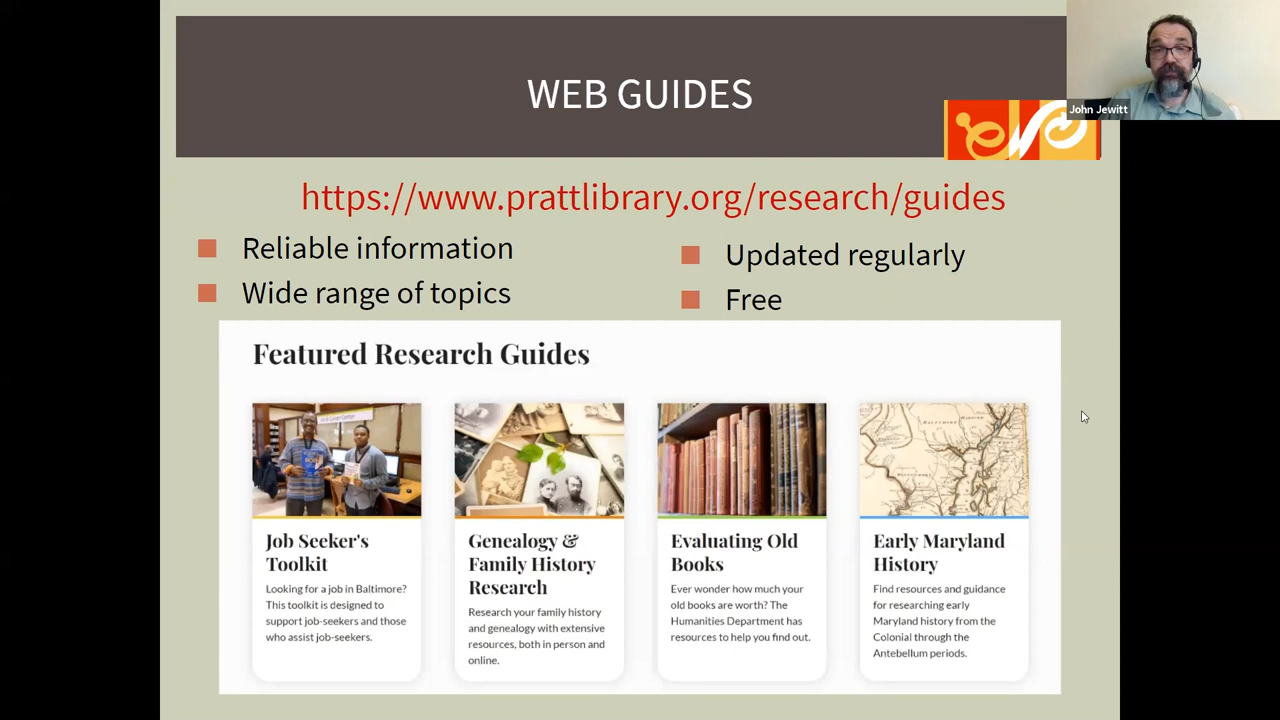 WEB GUIDES
John Jewitt
https://www.prattlibrary.org/research/guides
Reliable information
Wide range of topics
Updated regularly
Free
Featured Research Guides
Job Seeker's
Toolkit
Looking for a job in Baltimore?
This toolkit is designed to
support job-seekers and those
who assist job-seekers.
Genealogy &
Family History
Research
Research your family history
and genealogy with extensive
resources, both in person and
online.
Evaluating Old
Books
Ever wonder how much your
old books are worth? The
Humanities Department has
resources to help you find out.
Early Maryland
History
Find resources and guidance
for researching early
Maryland history from the
Colonial through the
Antebellum periods.